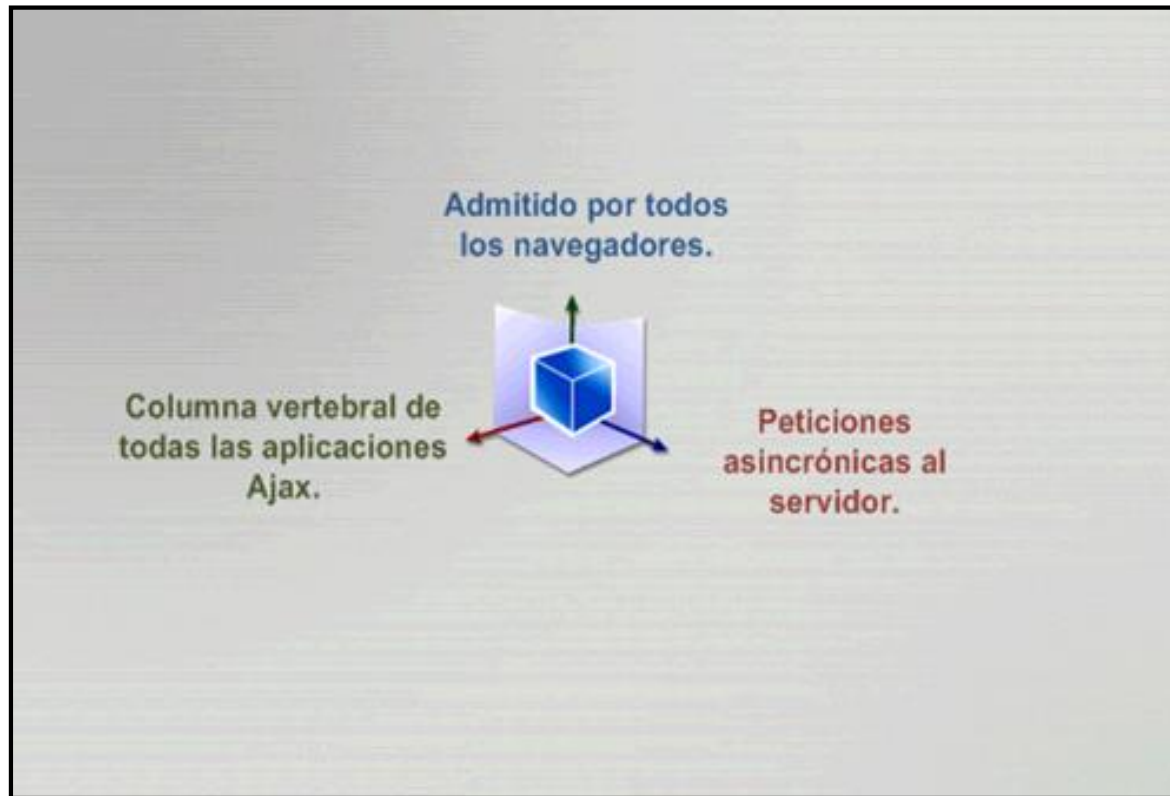 Admitido por todos
los navegadores.
Columna vertebral de
todas las aplicaciones
Ajax.
Peticiones
asincrónicas al
servidor.